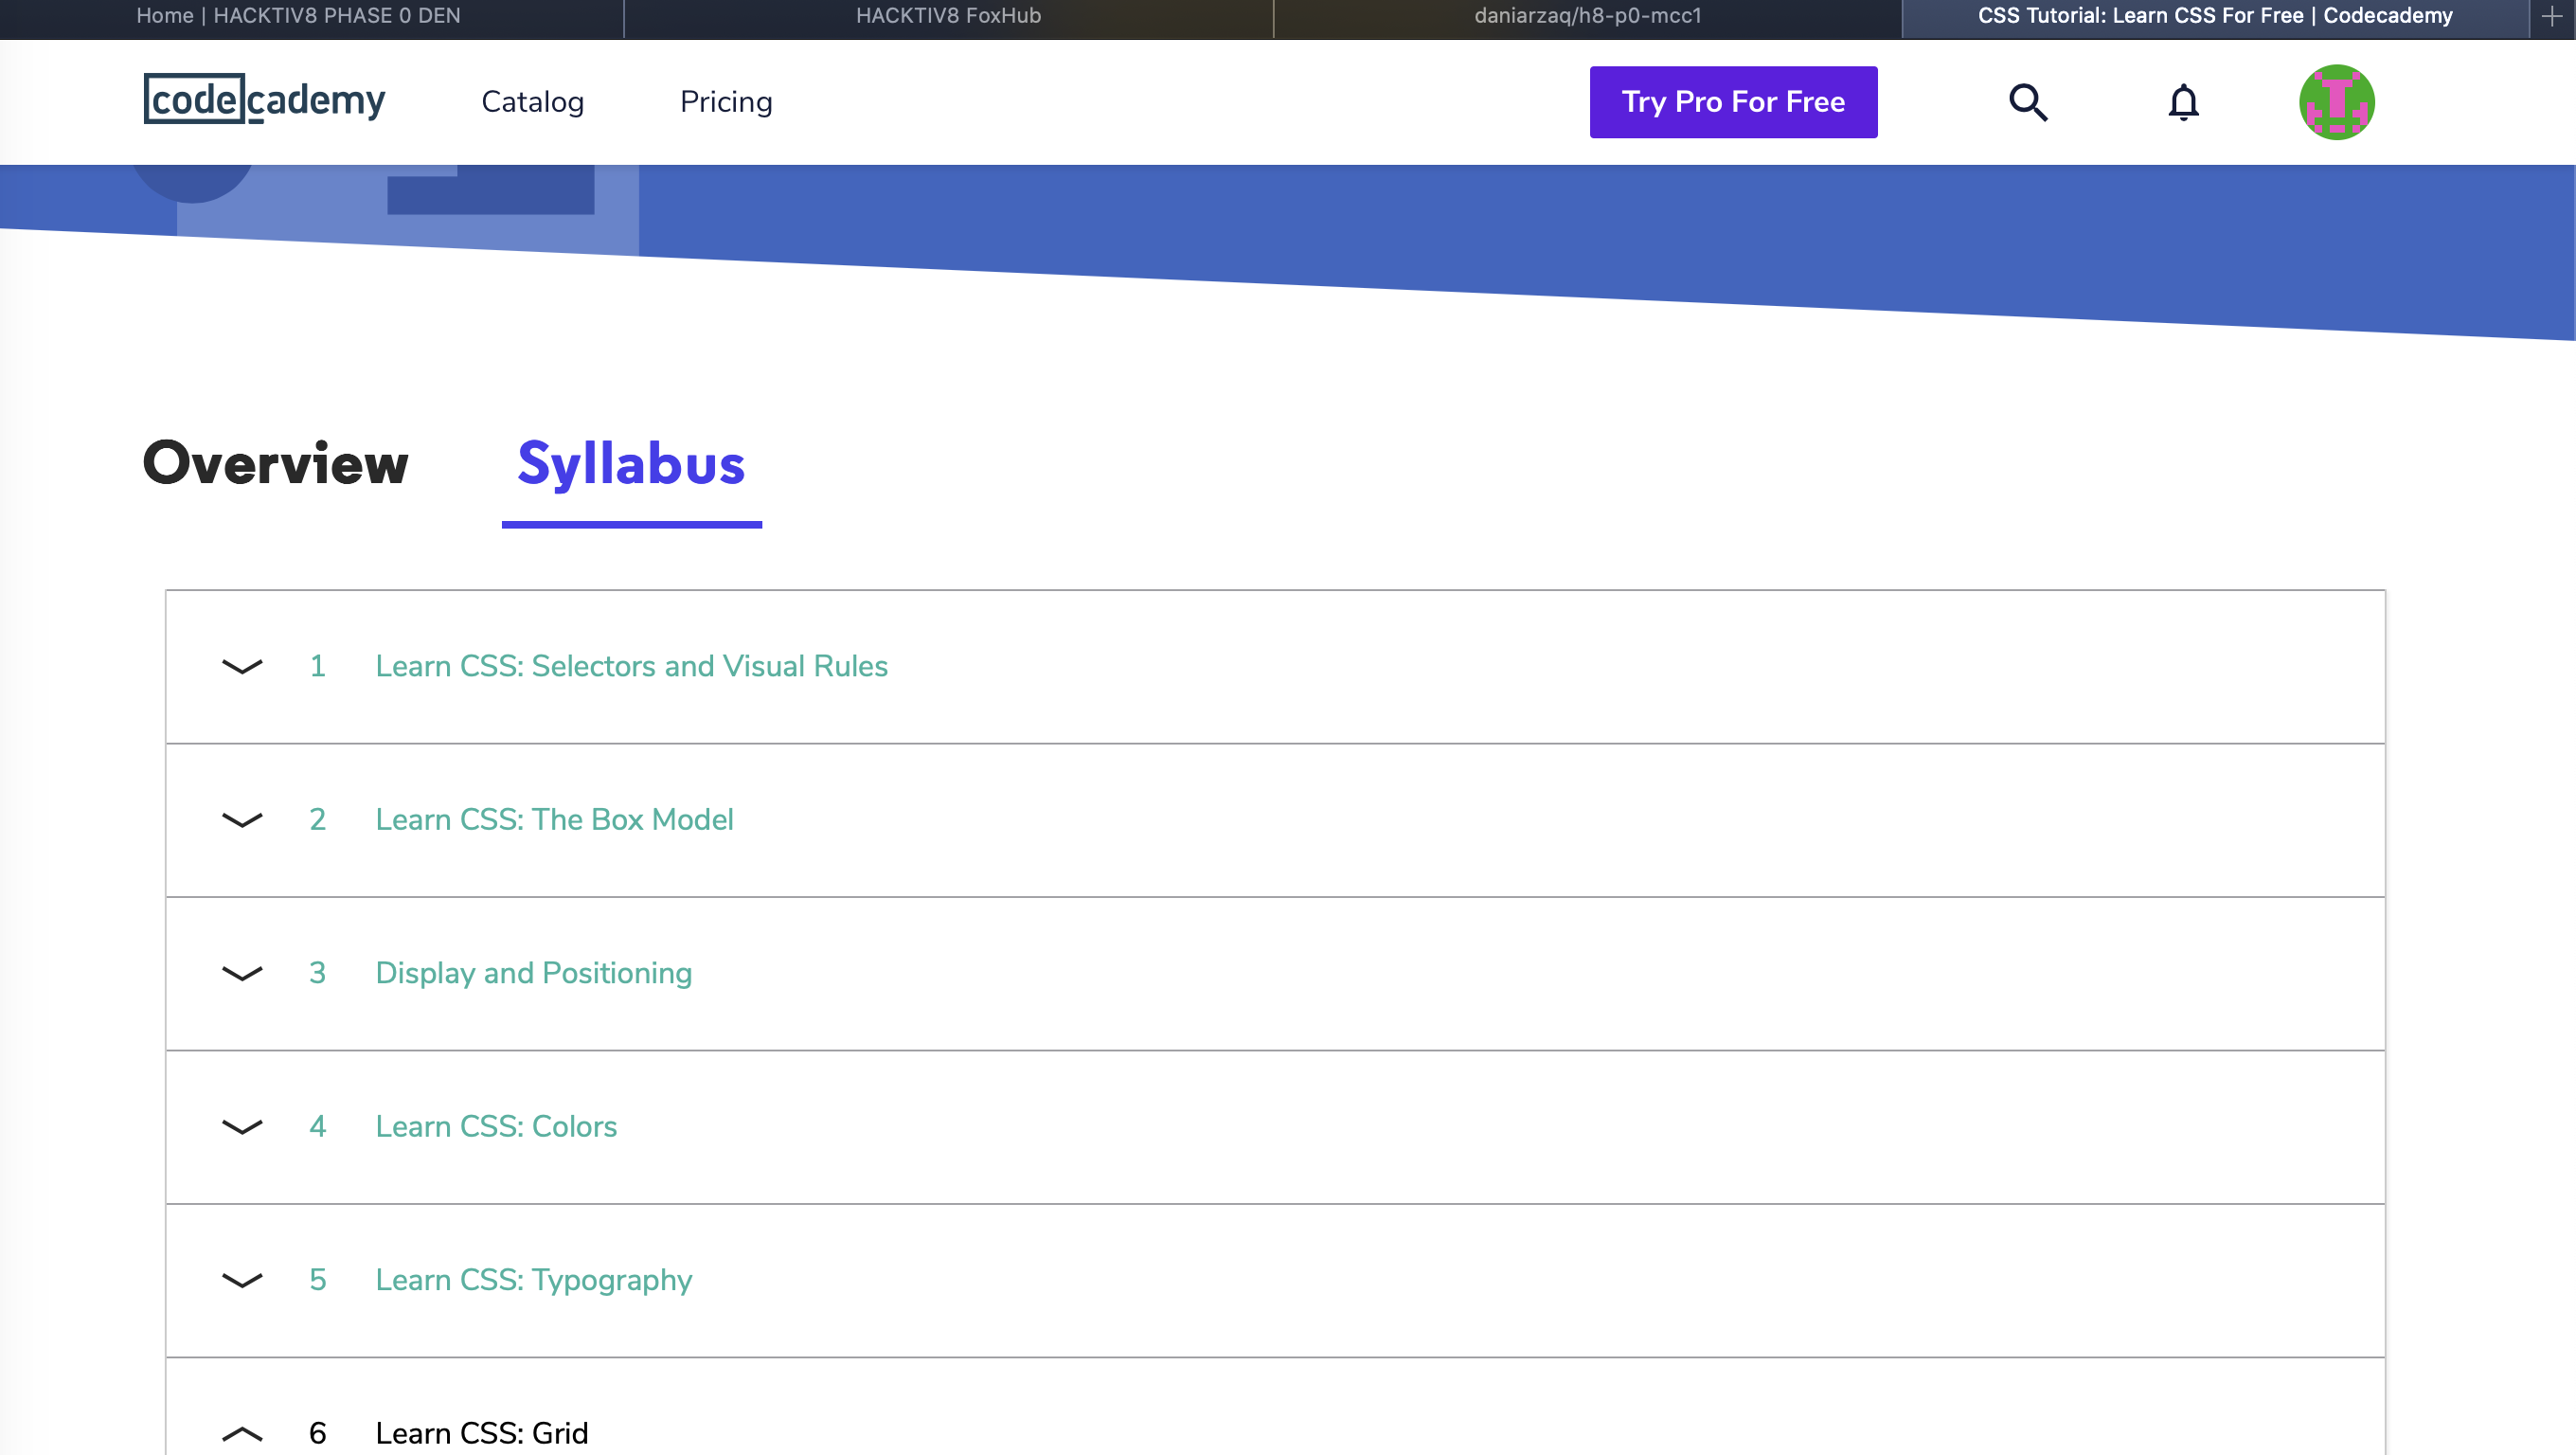 Home | HACKTIV8 PHASE 0 DEN
HACKTIV8 FoxHub
daniarzaq/h8-p0-mcc1
CSS Tutorial: Learn CSS For Free | Codecademy
codecademy
Catalog
Pricing
Try Pro For Free
Overview
Syllabus
1 Learn CSS: Selectors and Visual Rules
2 Learn CSS: The Box Model
3 Display and Positioning
4 Learn CSS: Colors
5 Learn CSS: Typography
6 Learn CSS: Grid